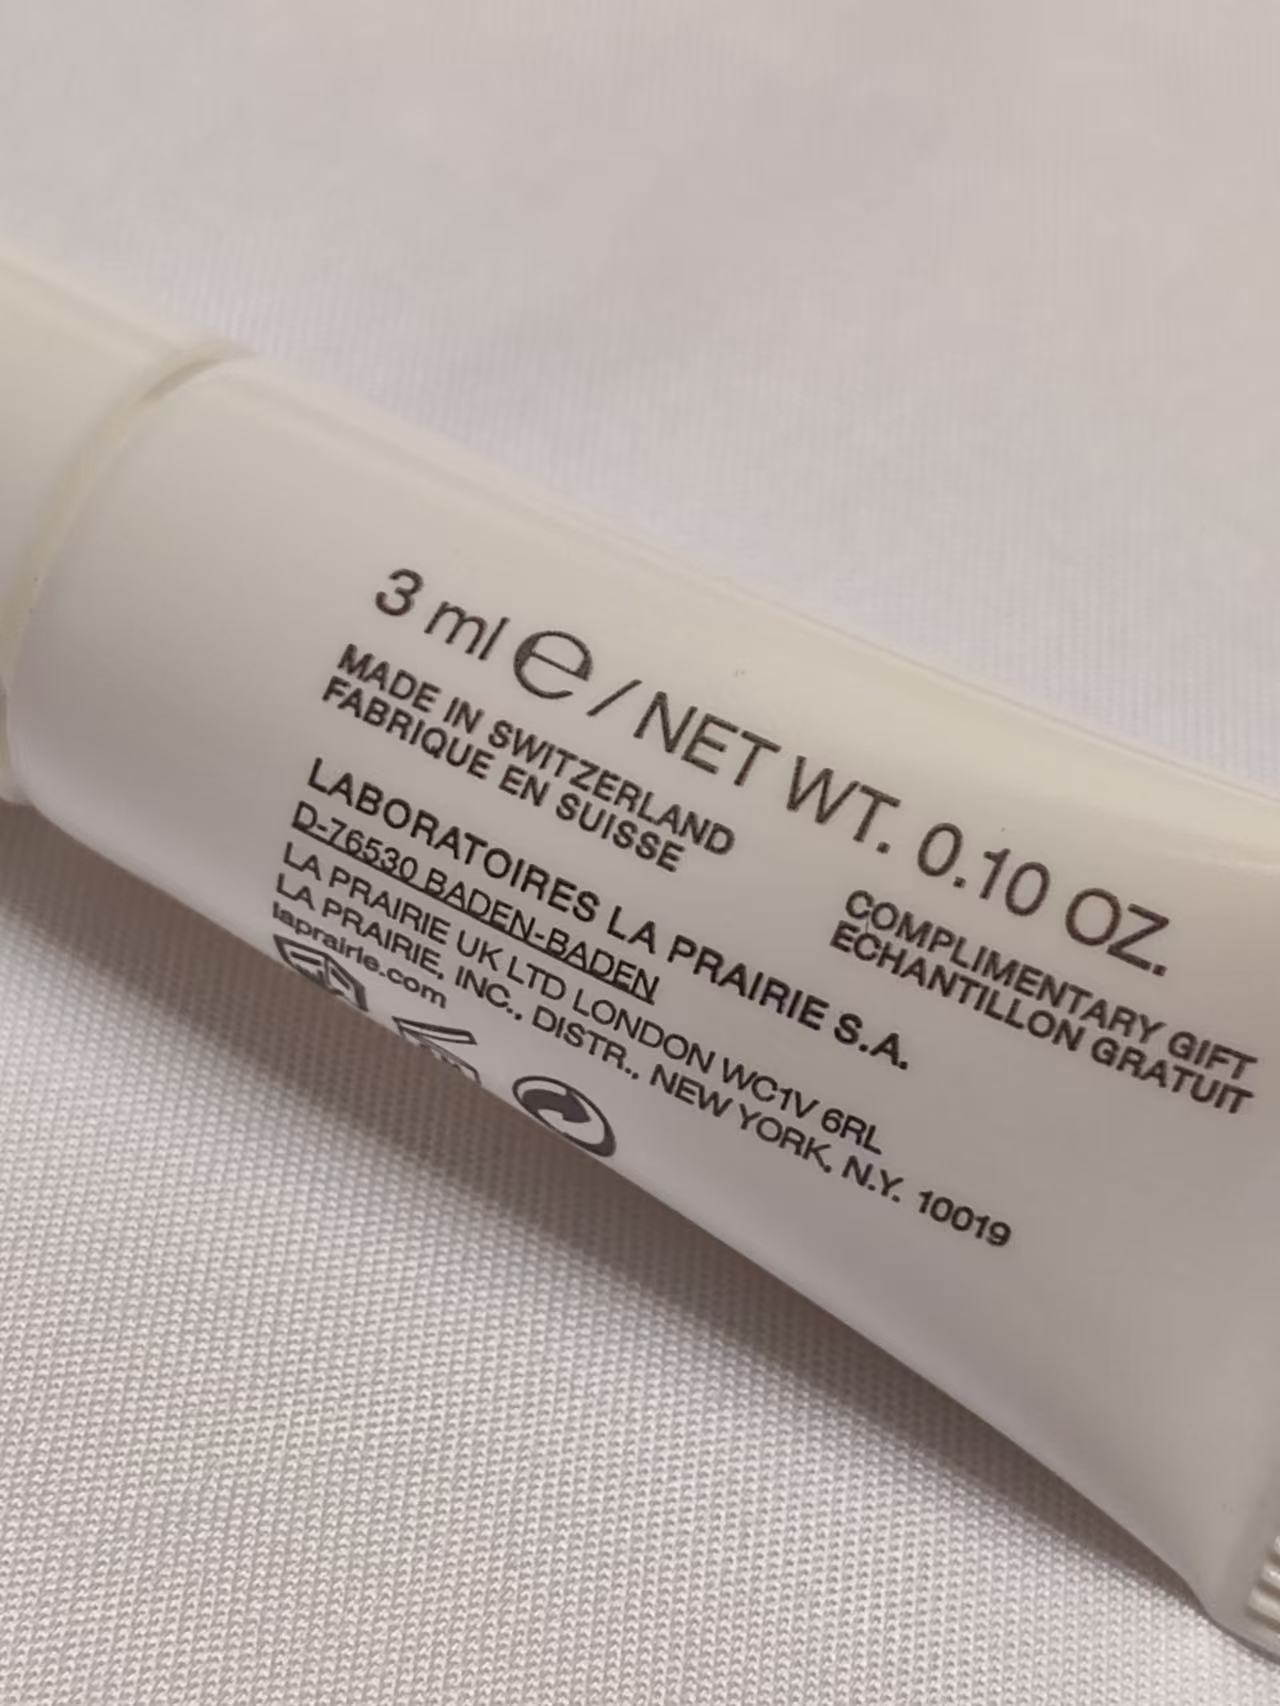 3 ml ℮ / NET WT. 0.10 OZ.
MADE IN SWITZERLAND
FABRIQUE EN SUISSE
COMPLIMENTARY GIFT
ECHANTILLON GRATUIT
LABORATOIRES LA PRAIRIE S.A.
D-76530 BADEN-BADEN
LA PRAIRIE UK LTD LONDON WC1V 6RL
LA PRAIRIE, INC., DISTR., NEW YORK, N.Y. 10019
laprairie.com